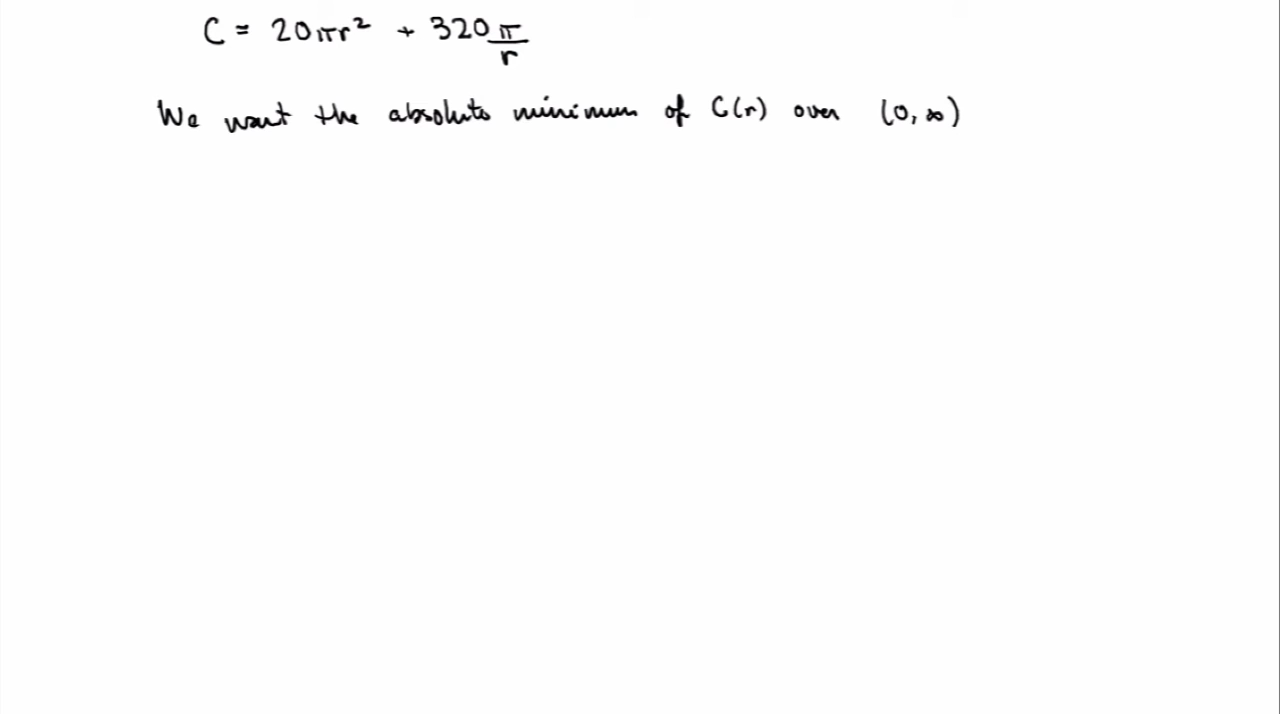 C = 20πr² + 320π/r
We want the absolute minimum of C(r) over (0, ∞)